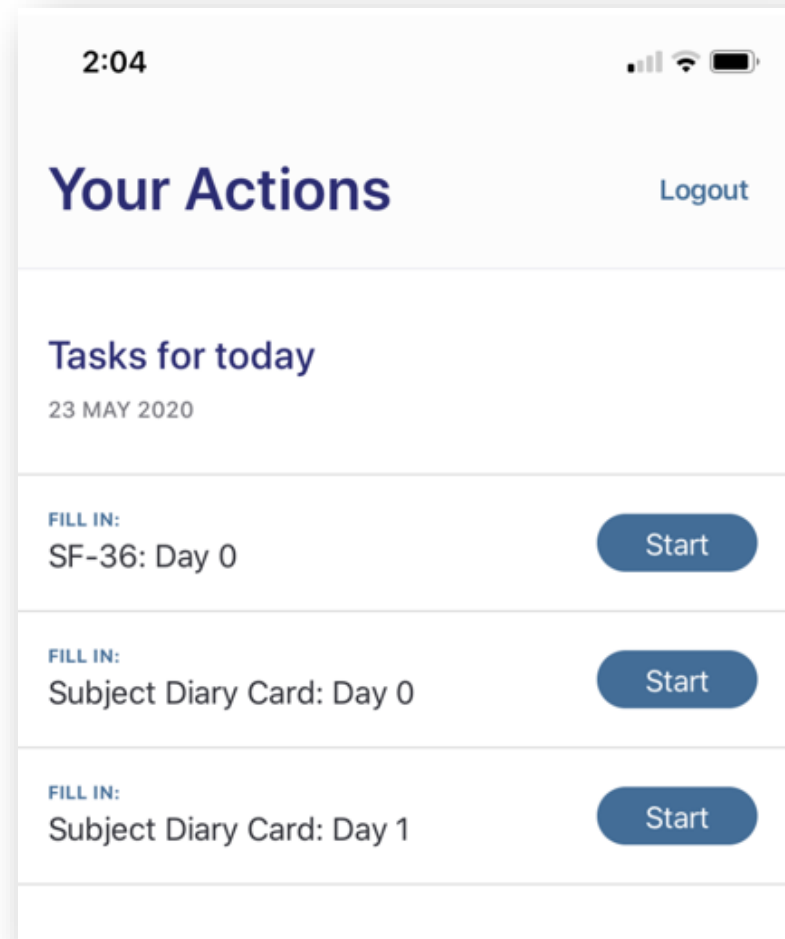 2:04
Your Actions
Logout
Tasks for today
23 MAY 2020
FILL IN:
SF-36: Day 0
Start
FILL IN:
Subject Diary Card: Day 0
Start
FILL IN:
Subject Diary Card: Day 1
Start